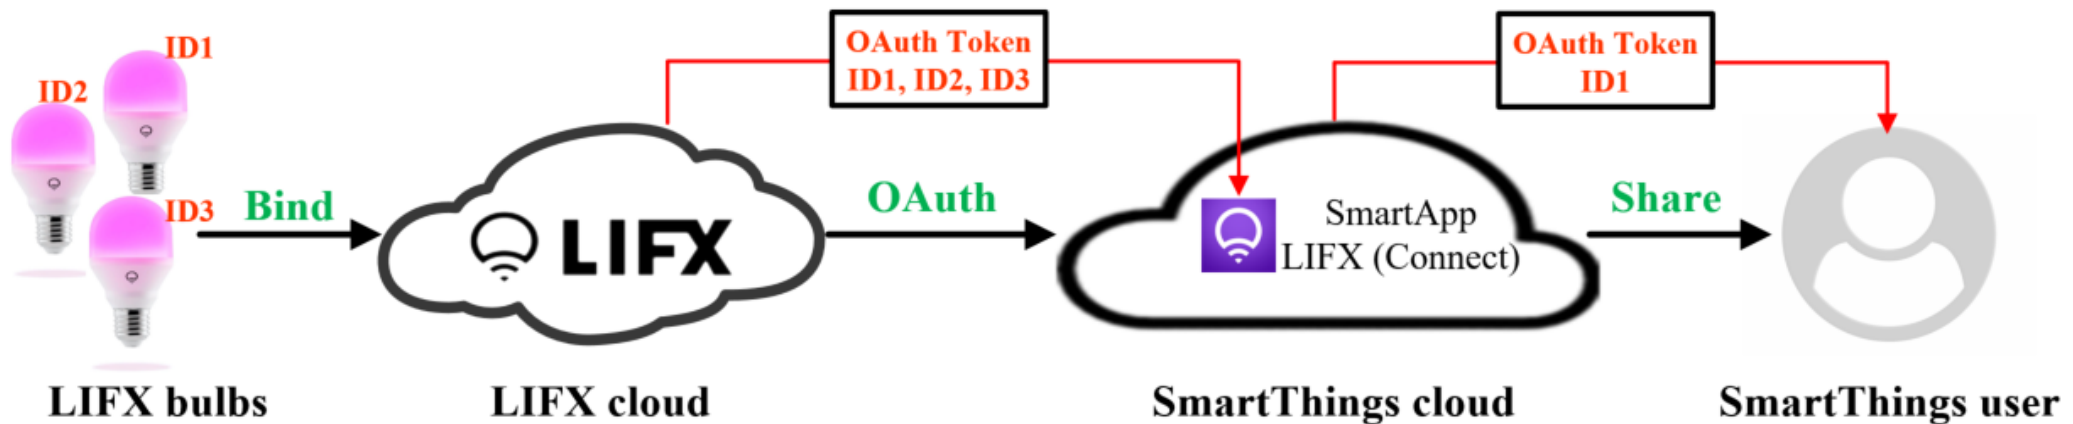 ID1
ID2
ID3
Bind
LIFX
OAuth Token
ID1, ID2, ID3
OAuth
SmartApp
LIFX (Connect)
OAuth Token
ID1
Share
LIFX bulbs
LIFX cloud
SmartThings cloud
SmartThings user